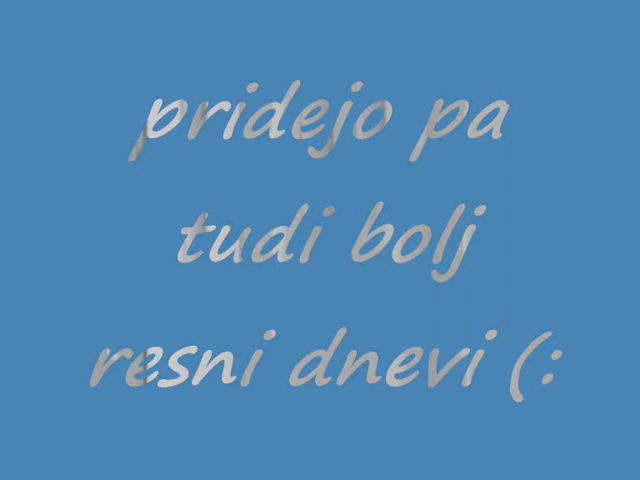 pridejo pa
tudi bolj
resni dnevi (: